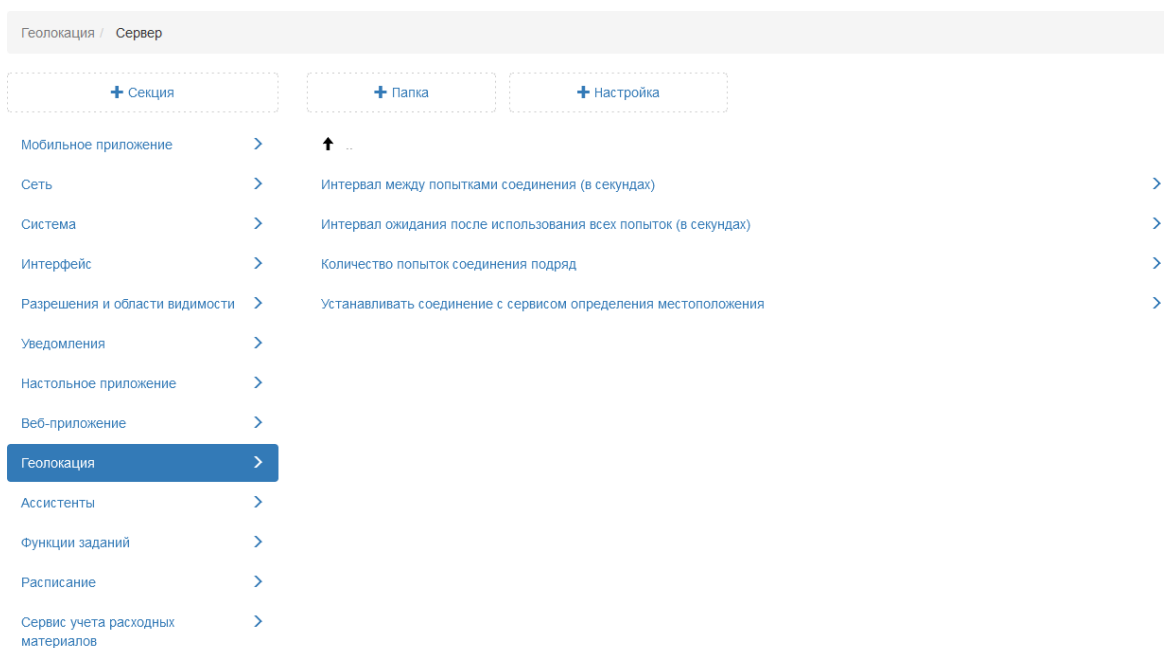 Геолокация / Сервер
+ Секция
+ Папка
+ Настройка
Мобильное приложение
Сеть
Система
Интерфейс
Разрешения и области видимости
Уведомления
Настольное приложение
Веб-приложение
Геолокация
Ассистенты
Функции заданий
Расписание
Сервис учета расходных
материалов
..
Интервал между попытками соединения (в секундах)
Интервал ожидания после использования всех попыток (в секундах)
Количество попыток соединения подряд
Устанавливать соединение с сервисом определения местоположения